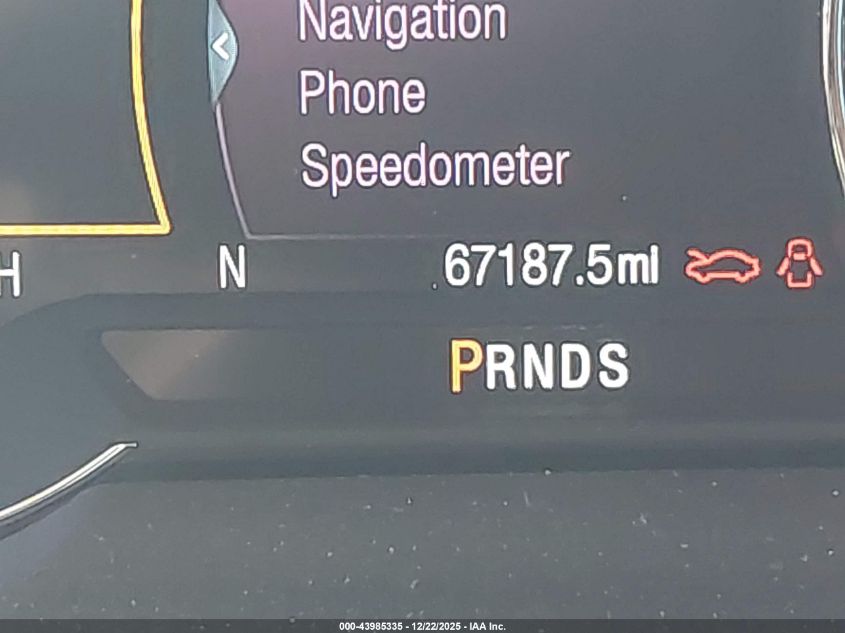 Navigation
Phone
Speedometer
H N 67187.5mi
PRNDS
000-43985335 - 12/22/2025 - IAA Inc.